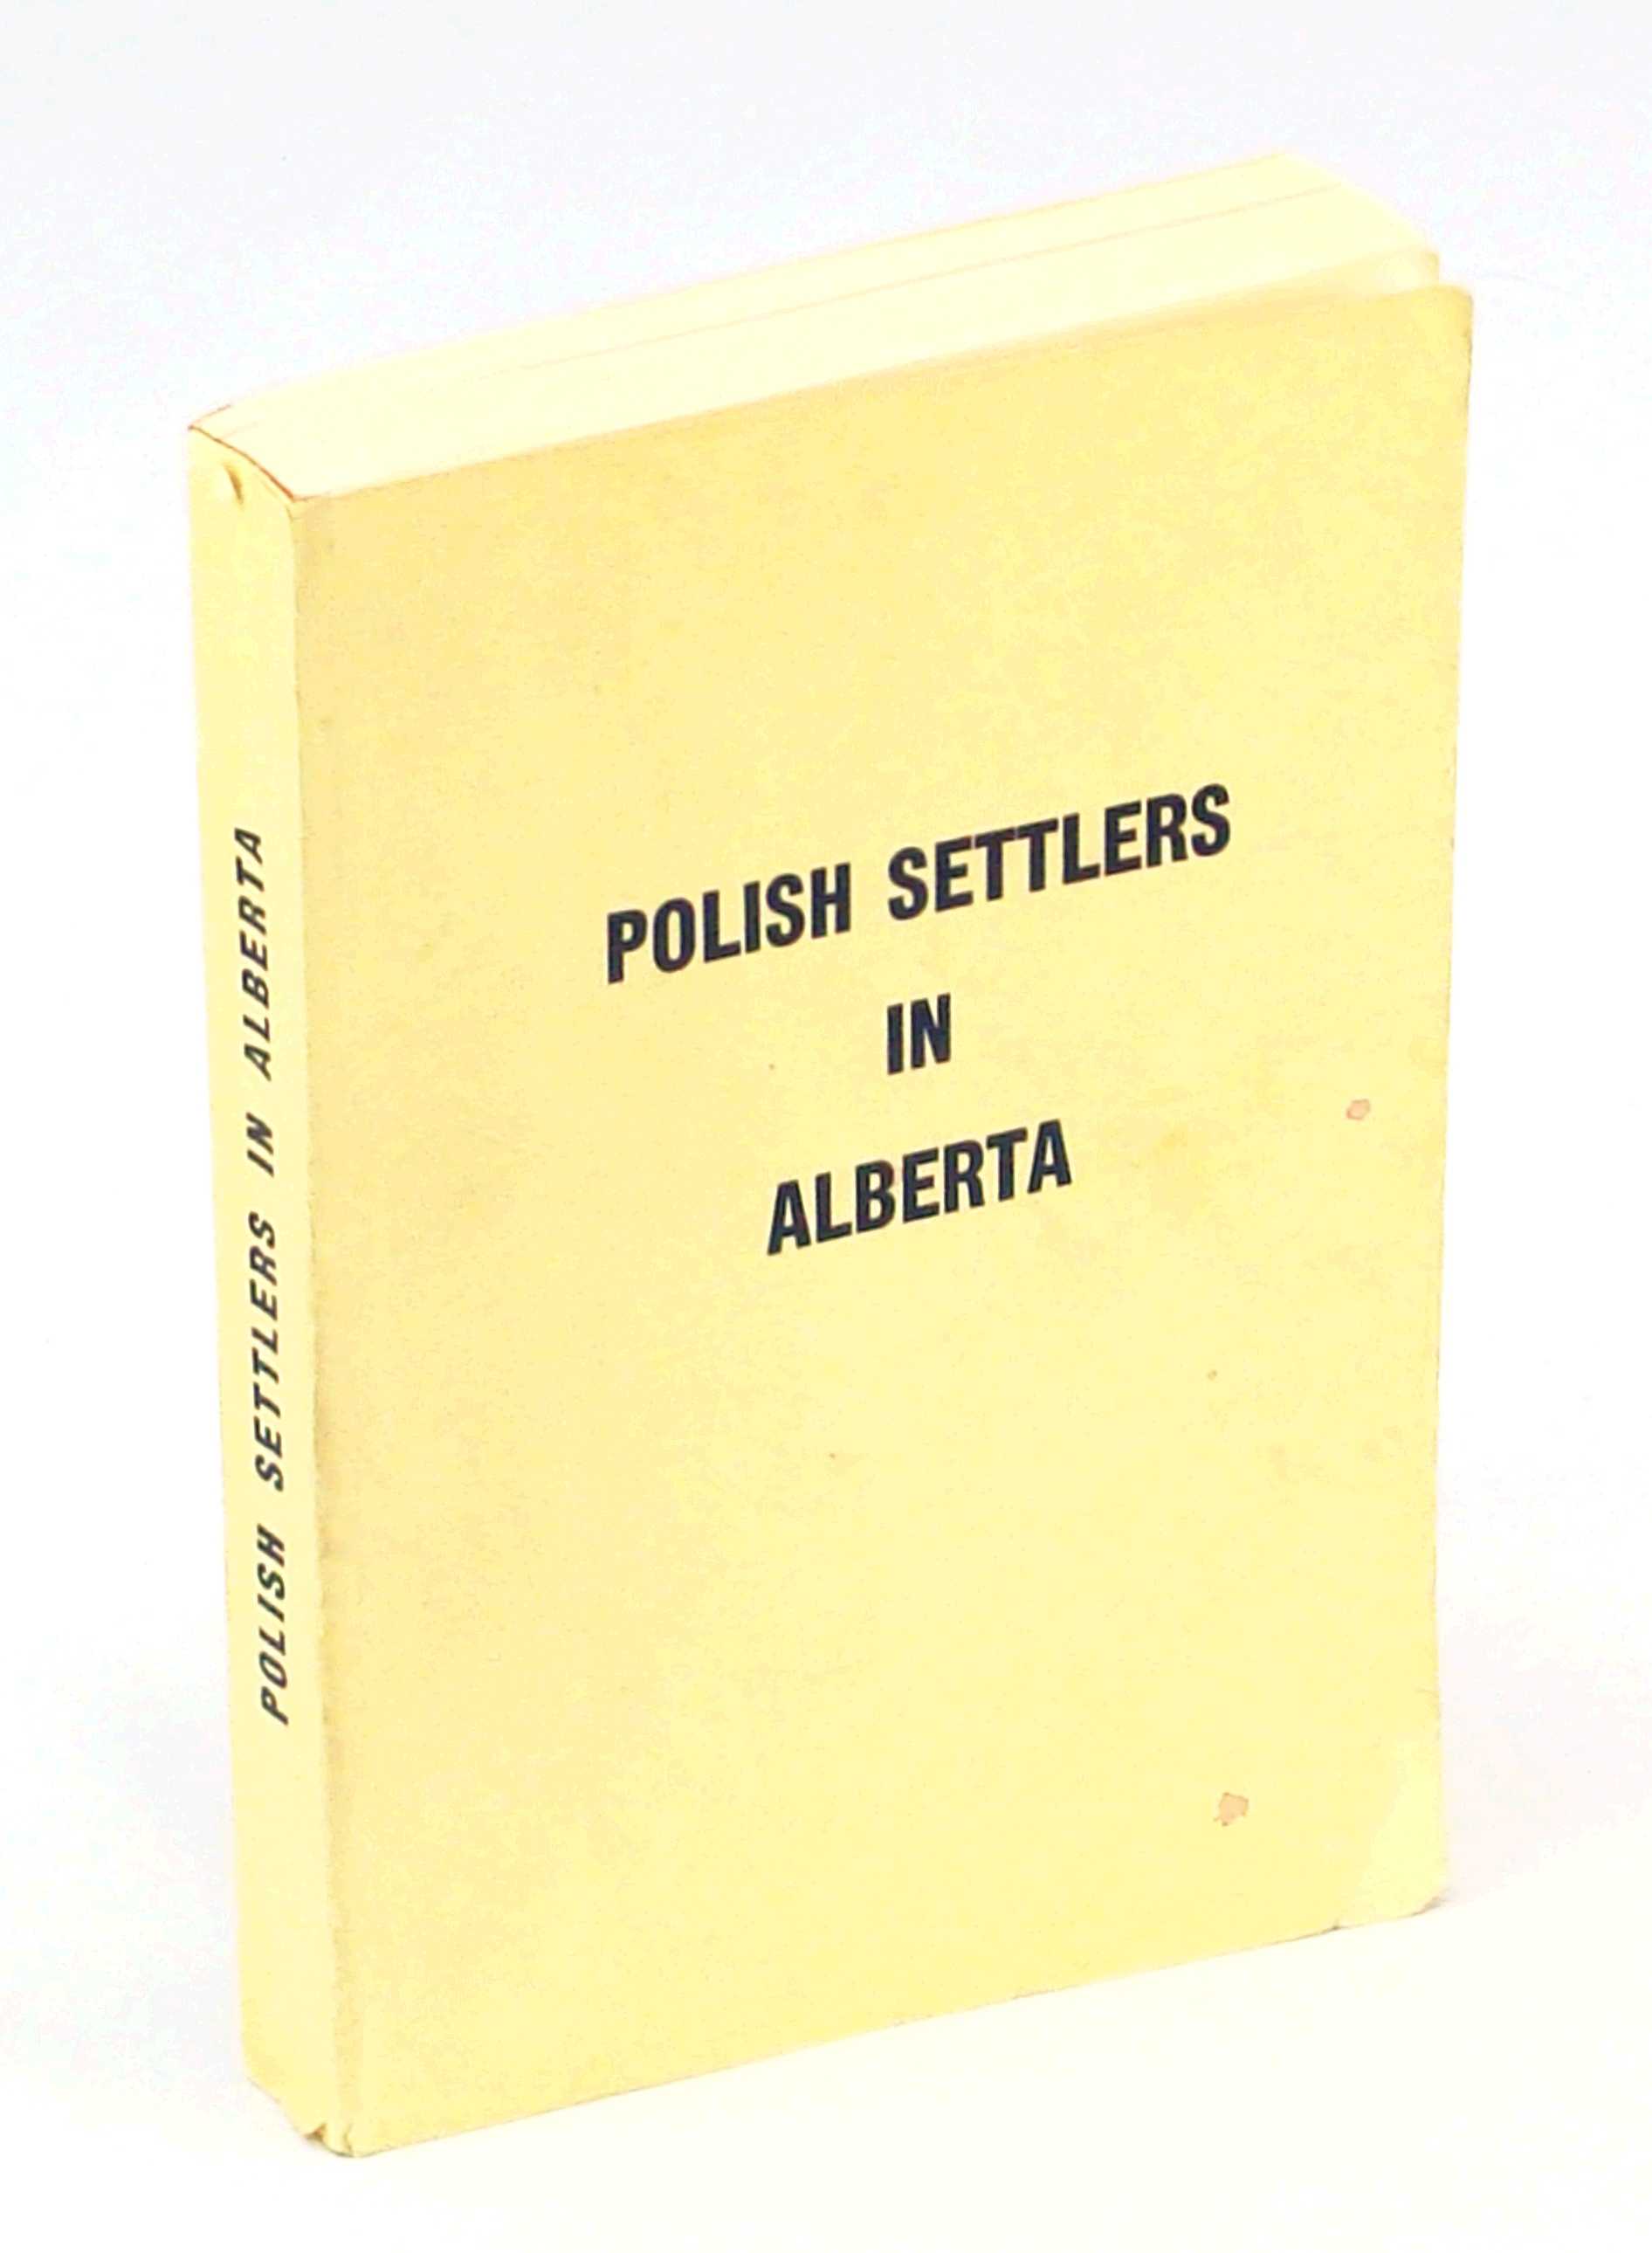 POLISH SETTLERS IN ALBERTA
POLISH SETTLERS
IN
ALBERTA